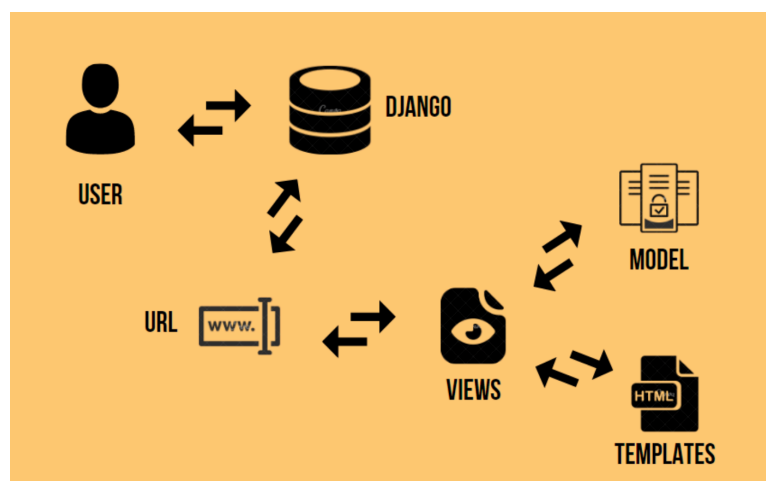 DJANGO
USER
MODEL
URL
www.
VIEWS
HTML
TEMPLATES